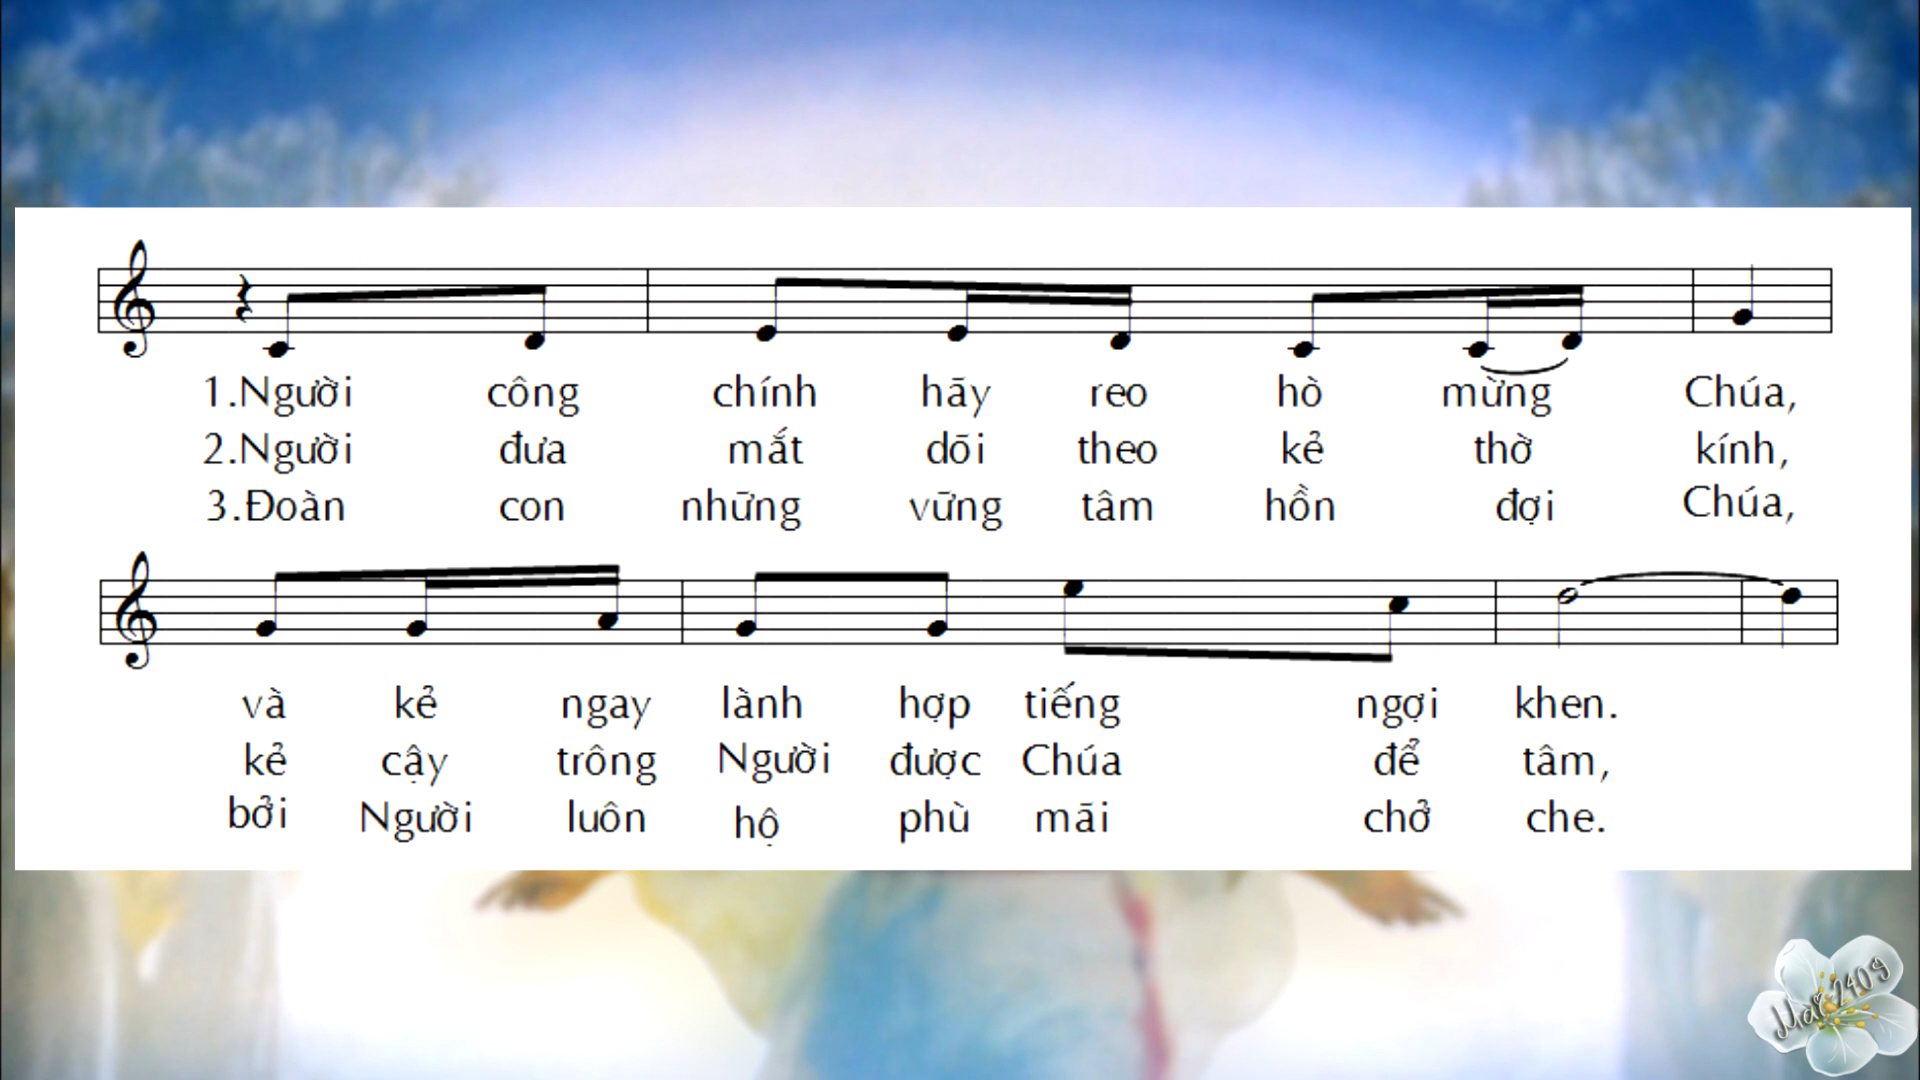 1.Người công chính hãy reo hò mừng Chúa,
2.Người đưa mắt dõi theo kẻ thờ kính,
3.Đoàn con những vững tâm hồn đợi Chúa,
và kẻ ngay lành hợp tiếng ngợi khen.
kẻ cậy trông Người được Chúa để tâm,
bởi Người luôn hộ phù mãi chở che.